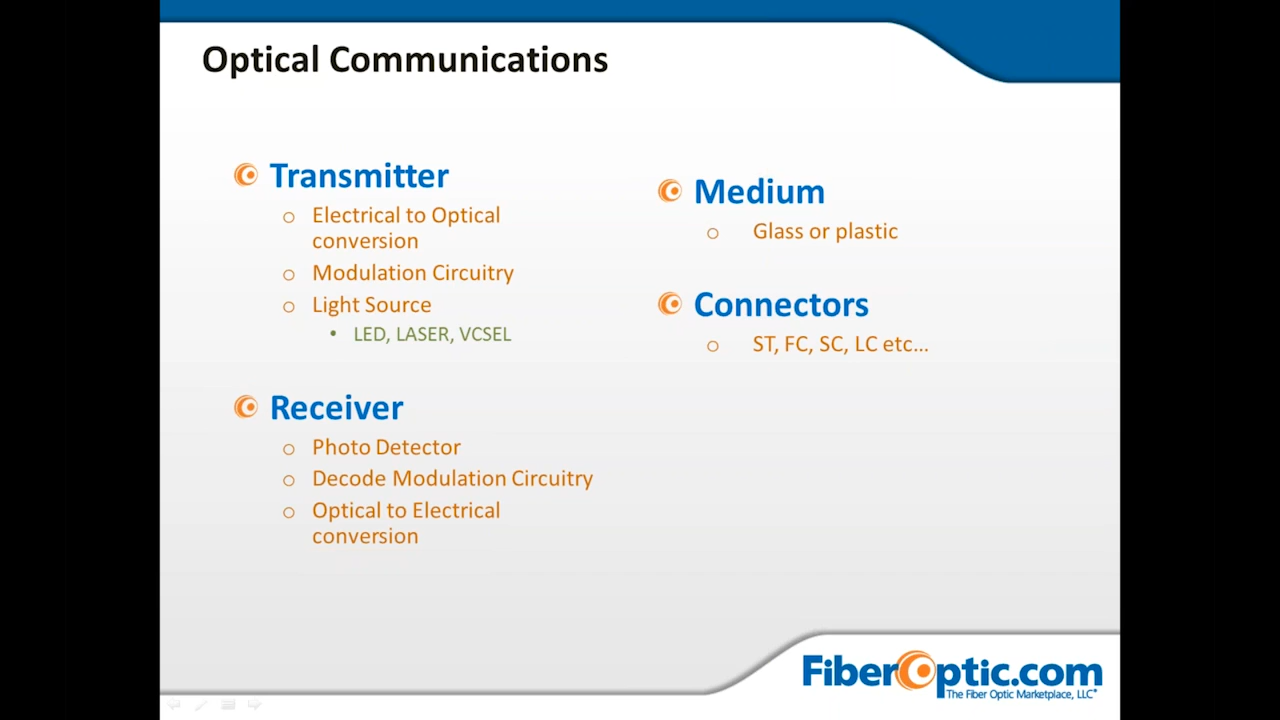 Optical Communications
Transmitter
Electrical to Optical
conversion
Modulation Circuitry
Light Source
LED, LASER, VCSEL
Receiver
Photo Detector
Decode Modulation Circuitry
Optical to Electrical
conversion
Medium
Glass or plastic
Connectors
ST, FC, SC, LC etc...
FiberOptic.com
The Fiber Optic Marketplace, LLC